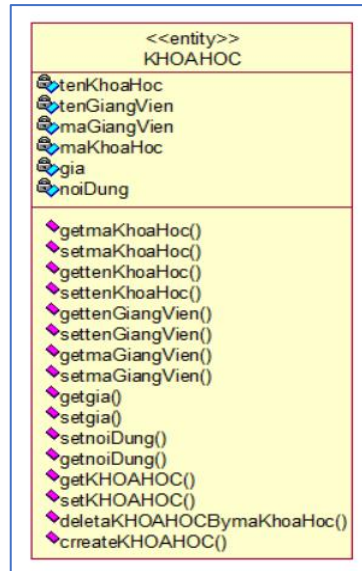 <<entity>>
KHOAHOC
tenKhoaHoc
tenGiangVien
maGiangVien
maKhoaHoc
gia
noiDung
getmaKhoaHoc()
setmaKhoaHoc()
gettenKhoaHoc()
settenKhoaHoc()
gettenGiangVien()
settenGiangVien()
getmaGiangVien()
setmaGiangVien()
getgia()
setgia()
setnoiDung()
getnoiDung()
getKHOAHOC()
setKHOAHOC()
deletaKHOAHOCBymaKhoaHoc()
crreateKHOAHOC()